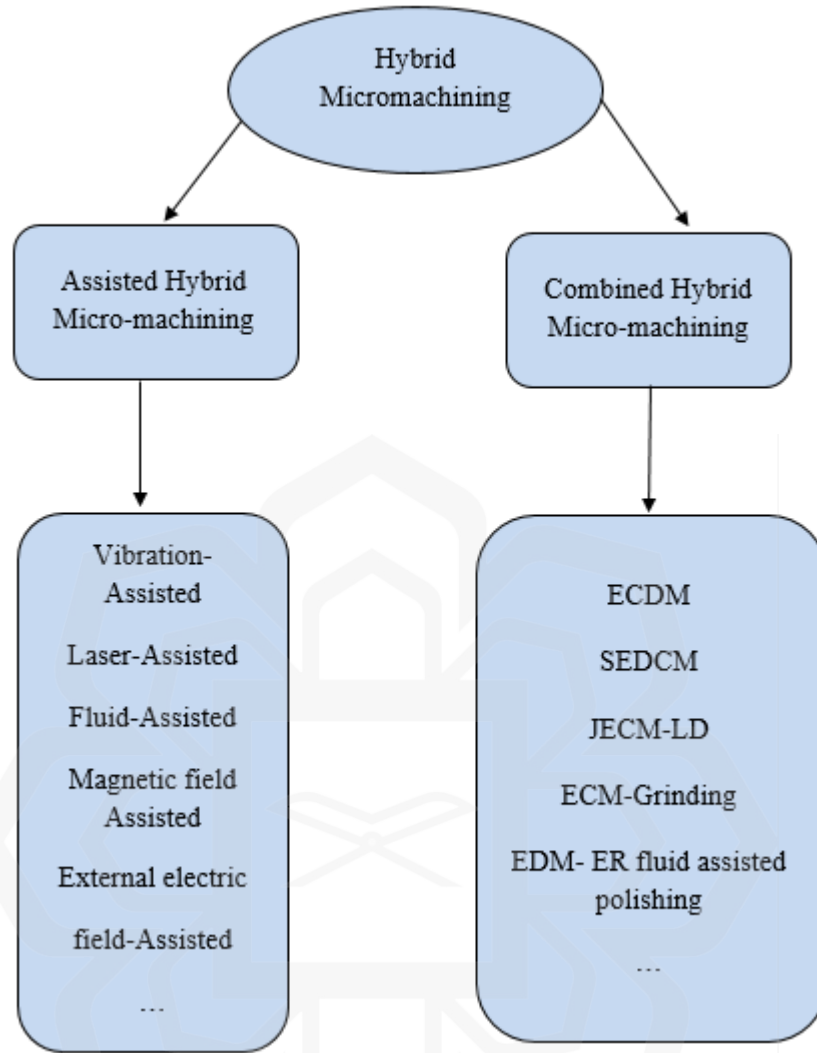 Hybrid
Micromachining
Assisted Hybrid
Micro-machining
Combined Hybrid
Micro-machining
Vibration-
Assisted
Laser-Assisted
Fluid-Assisted
Magnetic field
Assisted
External electric
field-Assisted
...
ECDM
SEDCM
JECM-LD
ECM-Grinding
EDM- ER fluid assisted
polishing
...